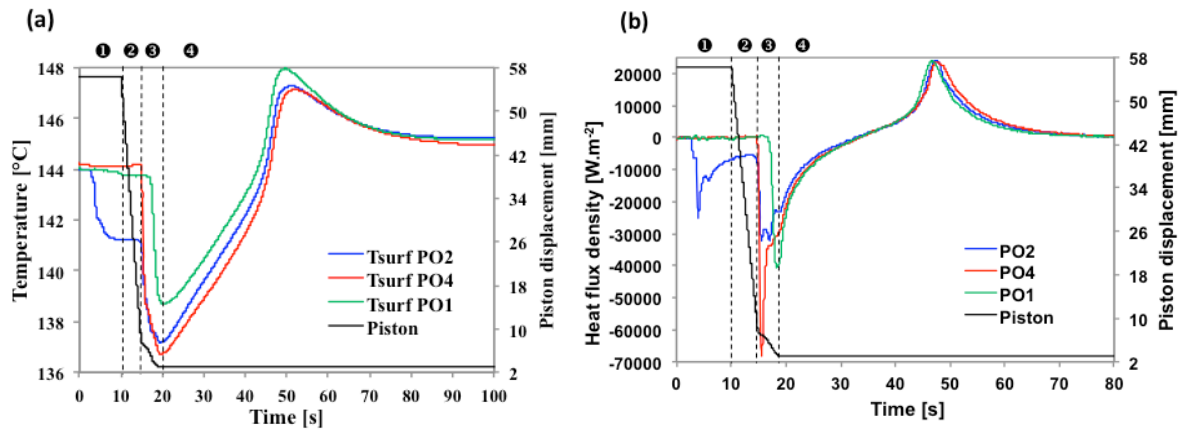 (a)
❶ ❷ ❸ ❹
148
146
144
142
140
138
136
Temperature [°C]
58
50
42
34
26
18
10
2
Piston displacement [mm]
Tsurf PO2
Tsurf PO4
Tsurf PO1
Piston
0 10 20 30 40 50 60 70 80 90 100
Time [s]
(b)
❶ ❷ ❸ ❹
20000
10000
0
-10000
-20000
-30000
-40000
-50000
-60000
-70000
Heat flux density [W.m-2]
58
50
42
34
26
18
10
2
Piston displacement [mm]
PO2
PO4
PO1
Piston
0 10 20 30 40 50 60 70 80
Time [s]